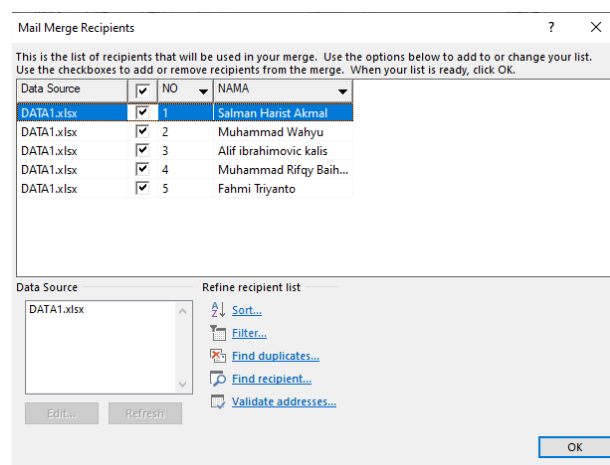 Mail Merge Recipients ? ×
This is the list of recipients that will be used in your merge. Use the options below to add to or change your list.
Use the checkboxes to add or remove recipients from the merge. When your list is ready, click OK.
Data Source NO NAMA
DATA1.xlsx 1 Salman Harist Akmal
DATA1.xlsx 2 Muhammad Wahyu
DATA1.xlsx 3 Alif ibrahimovic kalis
DATA1.xlsx 4 Muhammad Rifqy Baih...
DATA1.xlsx 5 Fahmi Triyanto
Data Source
DATA1.xlsx
Edit... Refresh
Refine recipient list
Sort...
Filter...
Find duplicates...
Find recipient...
Validate addresses...
OK